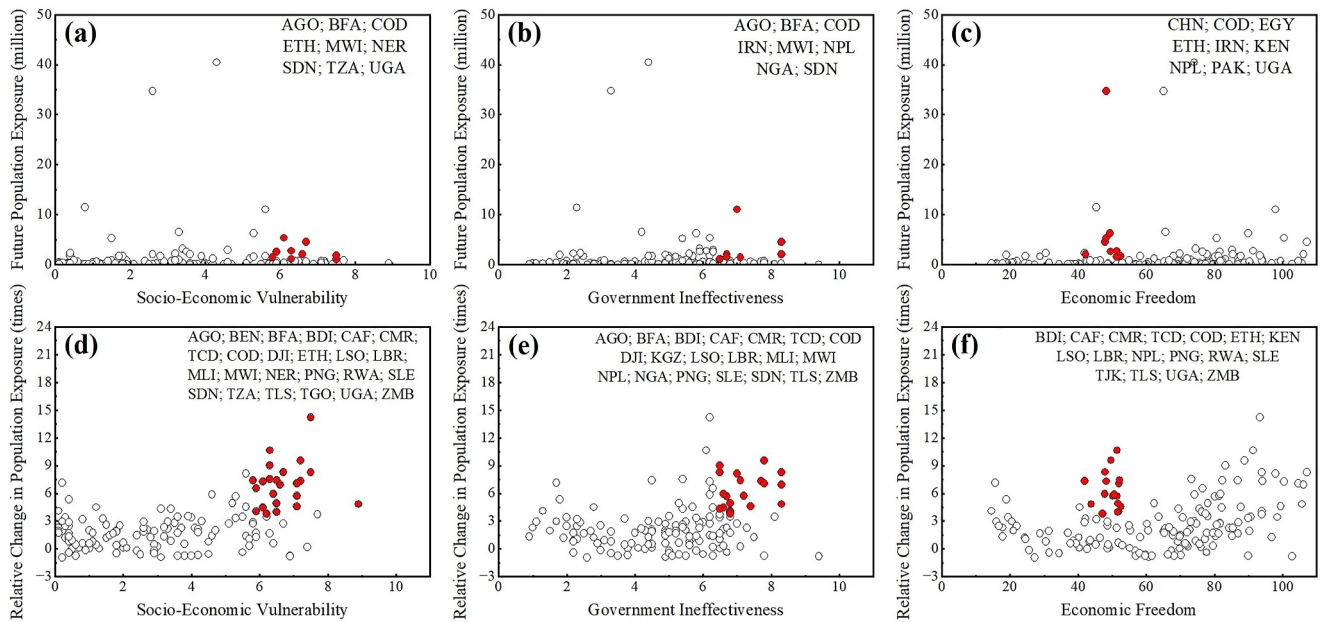 (a)
AGO; BFA; COD
ETH; MWI; NER
SDN; TZA; UGA
50
40
30
20
10
0
Future Population Exposure (million)
0 2 4 6 8 10
Socio-Economic Vulnerability
(b)
AGO; BFA; COD
IRN; MWI; NPL
NGA; SDN
50
40
30
20
10
0
Future Population Exposure (million)
0 2 4 6 8 10
Government Ineffectiveness
(c)
CHN; COD; EGY
ETH; IRN; KEN
NPL; PAK; UGA
50
40
30
20
10
0
Future Population Exposure (million)
0 20 40 60 80 100
Economic Freedom
(d)
AGO; BEN; BFA; BDI; CAF; CMR;
TCD; COD; DJI; ETH; LSO; LBR;
MLI; MWI; NER; PNG; RWA; SLE
SDN; TZA; TLS; TGO; UGA; ZMB
24
21
18
15
12
9
6
3
0
−3
Relative Change in Population Exposure (times)
0 2 4 6 8 10
Socio-Economic Vulnerability
(e)
AGO; BFA; BDI; CAF; CMR; TCD; COD
DJI; KGZ; LSO; LBR; MLI; MWI
NPL; NGA; PNG; SLE; SDN; TLS; ZMB
24
21
18
15
12
9
6
3
0
−3
Relative Change in Population Exposure (times)
0 2 4 6 8 10
Government Ineffectiveness
(f)
BDI; CAF; CMR; TCD; COD; ETH; KEN
LSO; LBR; NPL; PNG; RWA; SLE
TJK; TLS; UGA; ZMB
24
21
18
15
12
9
6
3
0
−3
Relative Change in Population Exposure (times)
0 20 40 60 80 100
Economic Freedom